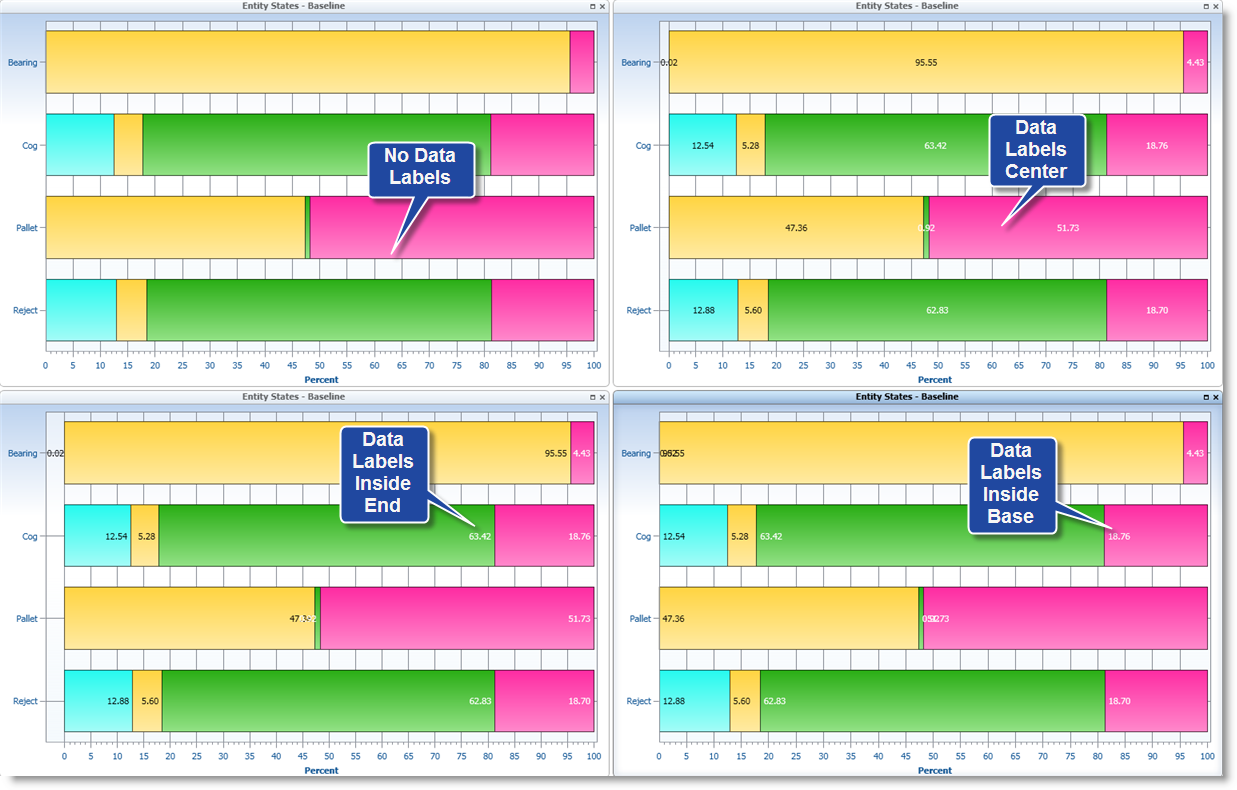 Entity States - Baseline
Bearing
Cog
Pallet
Reject
No Data
Labels
0 5 10 15 20 25 30 35 40 45 50 55 60 65 70 75 80 85 90 95 100
Percent
Entity States - Baseline
Bearing 0.02 95.55 4.43
Cog 12.54 5.28 63.42 18.76
Data
Labels
Center
Pallet 47.36 0.92 51.73
Reject 12.88 5.60 62.83 18.70
0 5 10 15 20 25 30 35 40 45 50 55 60 65 70 75 80 85 90 95 100
Percent
Entity States - Baseline
Bearing 0.02 95.55 4.43
Data
Labels
Inside
End
Cog 12.54 5.28 63.42 18.76
Pallet 51.73
Reject 12.88 5.60 62.83 18.70
0 5 10 15 20 25 30 35 40 45 50 55 60 65 70 75 80 85 90 95 100
Percent
Entity States - Baseline
Bearing 4.43
Data
Labels
Inside
Base
Cog 12.54 5.28 63.42 18.76
Pallet 47.36
Reject 12.88 5.60 62.83 18.70
0 5 10 15 20 25 30 35 40 45 50 55 60 65 70 75 80 85 90 95 100
Percent